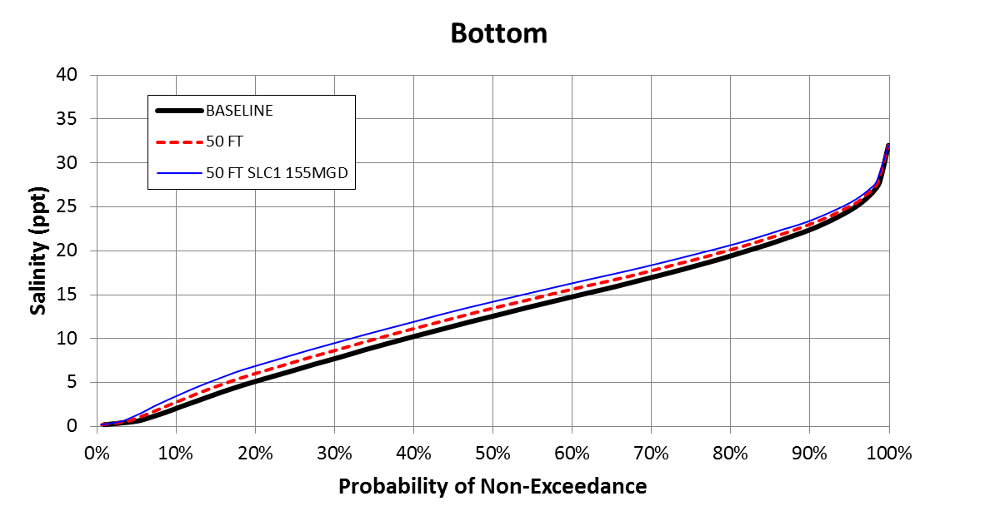 Bottom
40
35
30
25
20
15
10
5
0
Salinity (ppt)
BASELINE
50 FT
50 FT SLC1 155MGD
0% 10% 20% 30% 40% 50% 60% 70% 80% 90% 100%
Probability of Non-Exceedance